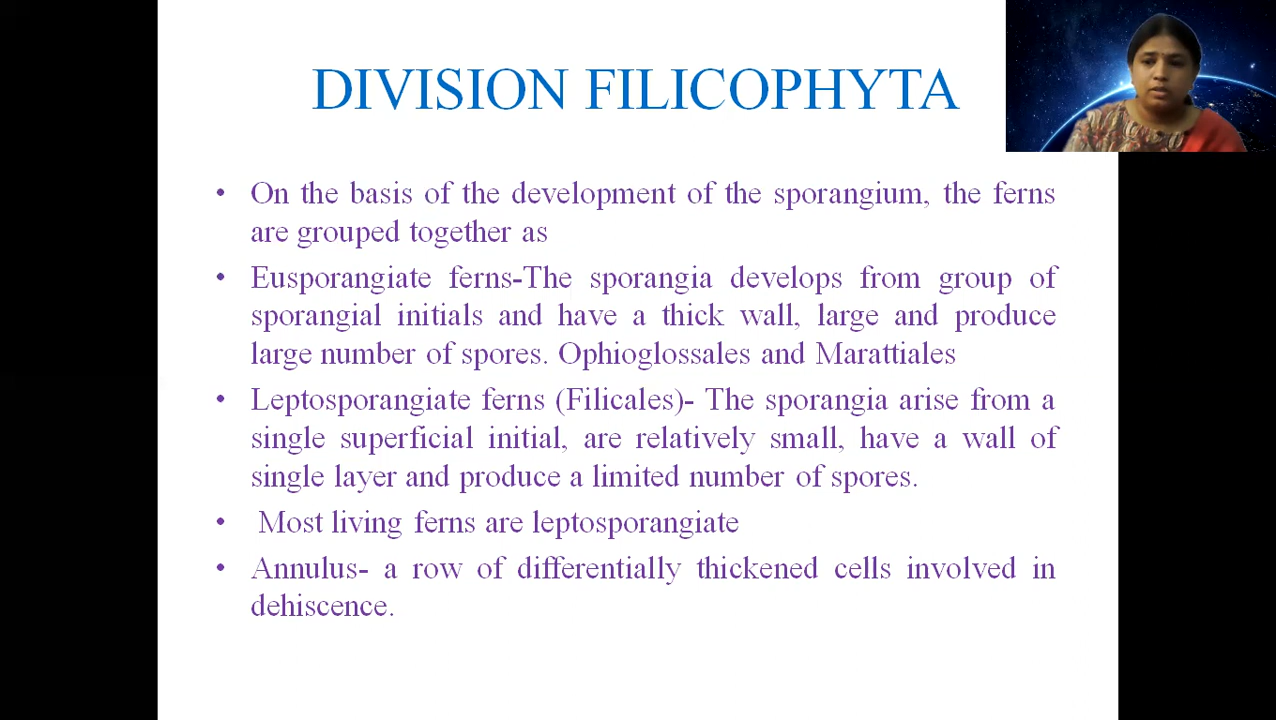 DIVISION FILICOPHYTA
• On the basis of the development of the sporangium, the ferns
are grouped together as
• Eusporangiate ferns-The sporangia develops from group of
sporangial initials and have a thick wall, large and produce
large number of spores. Ophioglossales and Marattiales
• Leptosporangiate ferns (Filicales)- The sporangia arise from a
single superficial initial, are relatively small, have a wall of
single layer and produce a limited number of spores.
• Most living ferns are leptosporangiate
• Annulus- a row of differentially thickened cells involved in
dehiscence.